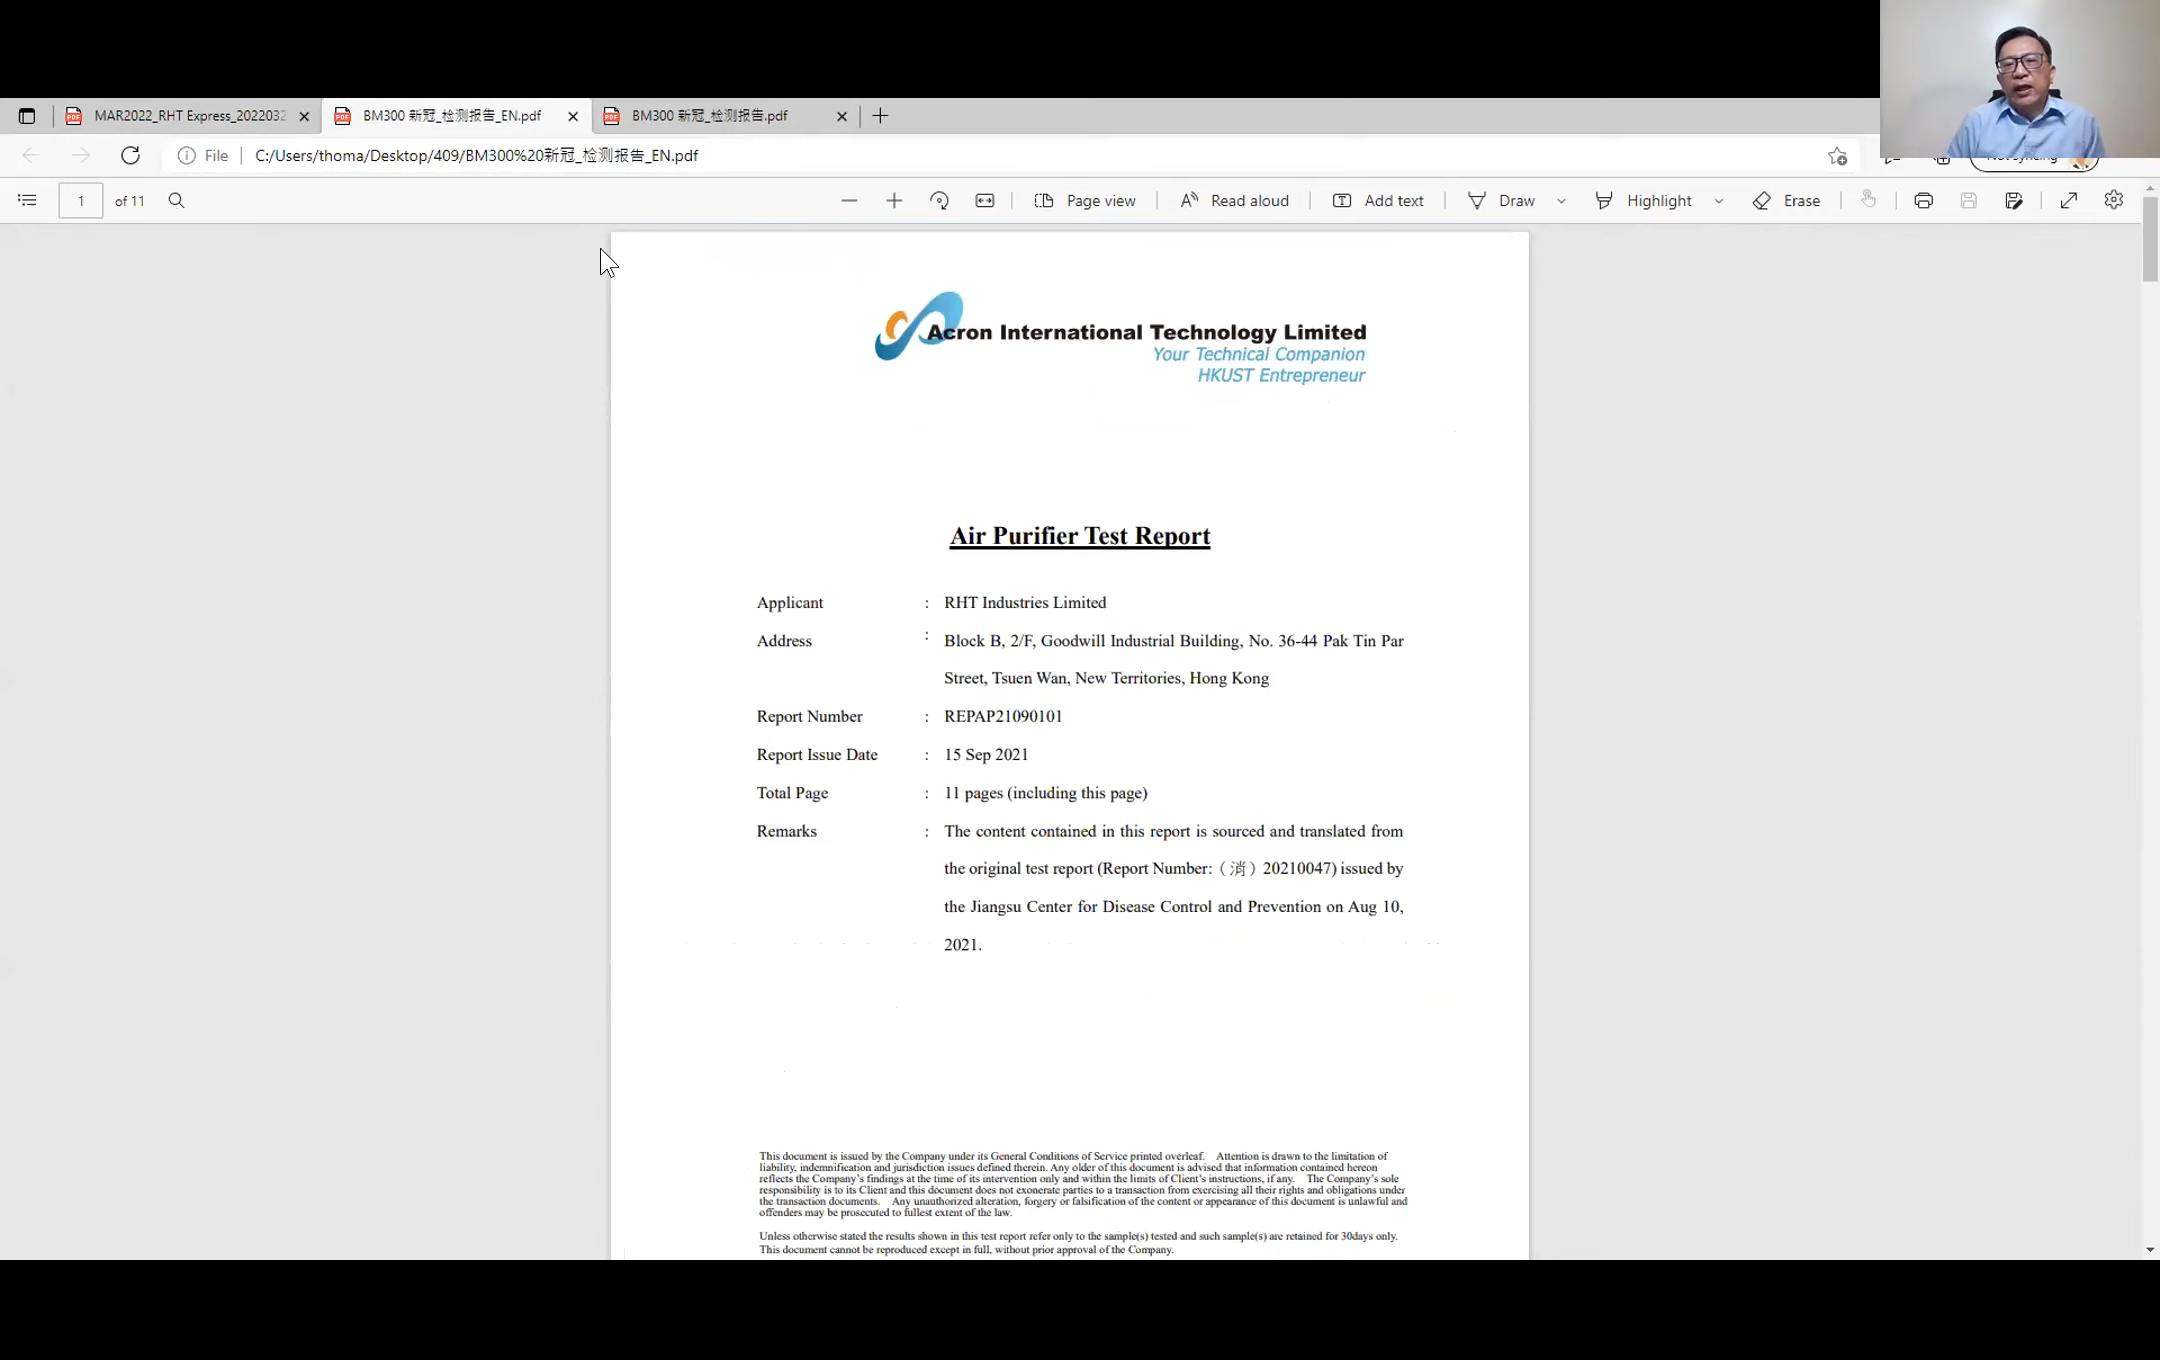 MAR2022_RHT Express_2022032
BM300 新冠_检测报告_EN.pdf
BM300 新冠_检测报告.pdf
File
C:/Users/thoma/Desktop/409/BM300%20新冠_检测报告_EN.pdf
1 of 11
Page view
Read aloud
Add text
Draw
Highlight
Erase
Acron International Technology Limited
Your Technical Companion
HKUST Entrepreneur
Air Purifier Test Report
Applicant : RHT Industries Limited
Address : Block B, 2/F, Goodwill Industrial Building, No. 36-44 Pak Tin Par
Street, Tsuen Wan, New Territories, Hong Kong
Report Number : REPAP21090101
Report Issue Date : 15 Sep 2021
Total Page : 11 pages (including this page)
Remarks : The content contained in this report is sourced and translated from
the original test report (Report Number:（消）20210047) issued by
the Jiangsu Center for Disease Control and Prevention on Aug 10,
2021.
This document is issued by the Company under its General Conditions of Service printed overleaf. Attention is drawn to the limitation of
liability, indemnification and jurisdiction issues defined therein. Any older of this document is advised that information contained hereon
reflects the Company's findings at the time of its intervention only and within the limits of Client's instructions, if any. The Company's sole
responsibility is to its Client and this document does not exonerate parties to a transaction from exercising all their rights and obligations under
the transaction documents. Any unauthorized alteration, forgery or falsification of the content or appearance of this document is unlawful and
offenders may be prosecuted to fullest extent of the law.
Unless otherwise stated the results shown in this test report refer only to the sample(s) tested and such sample(s) are retained for 30days only.
This document cannot be reproduced except in full, without prior approval of the Company.